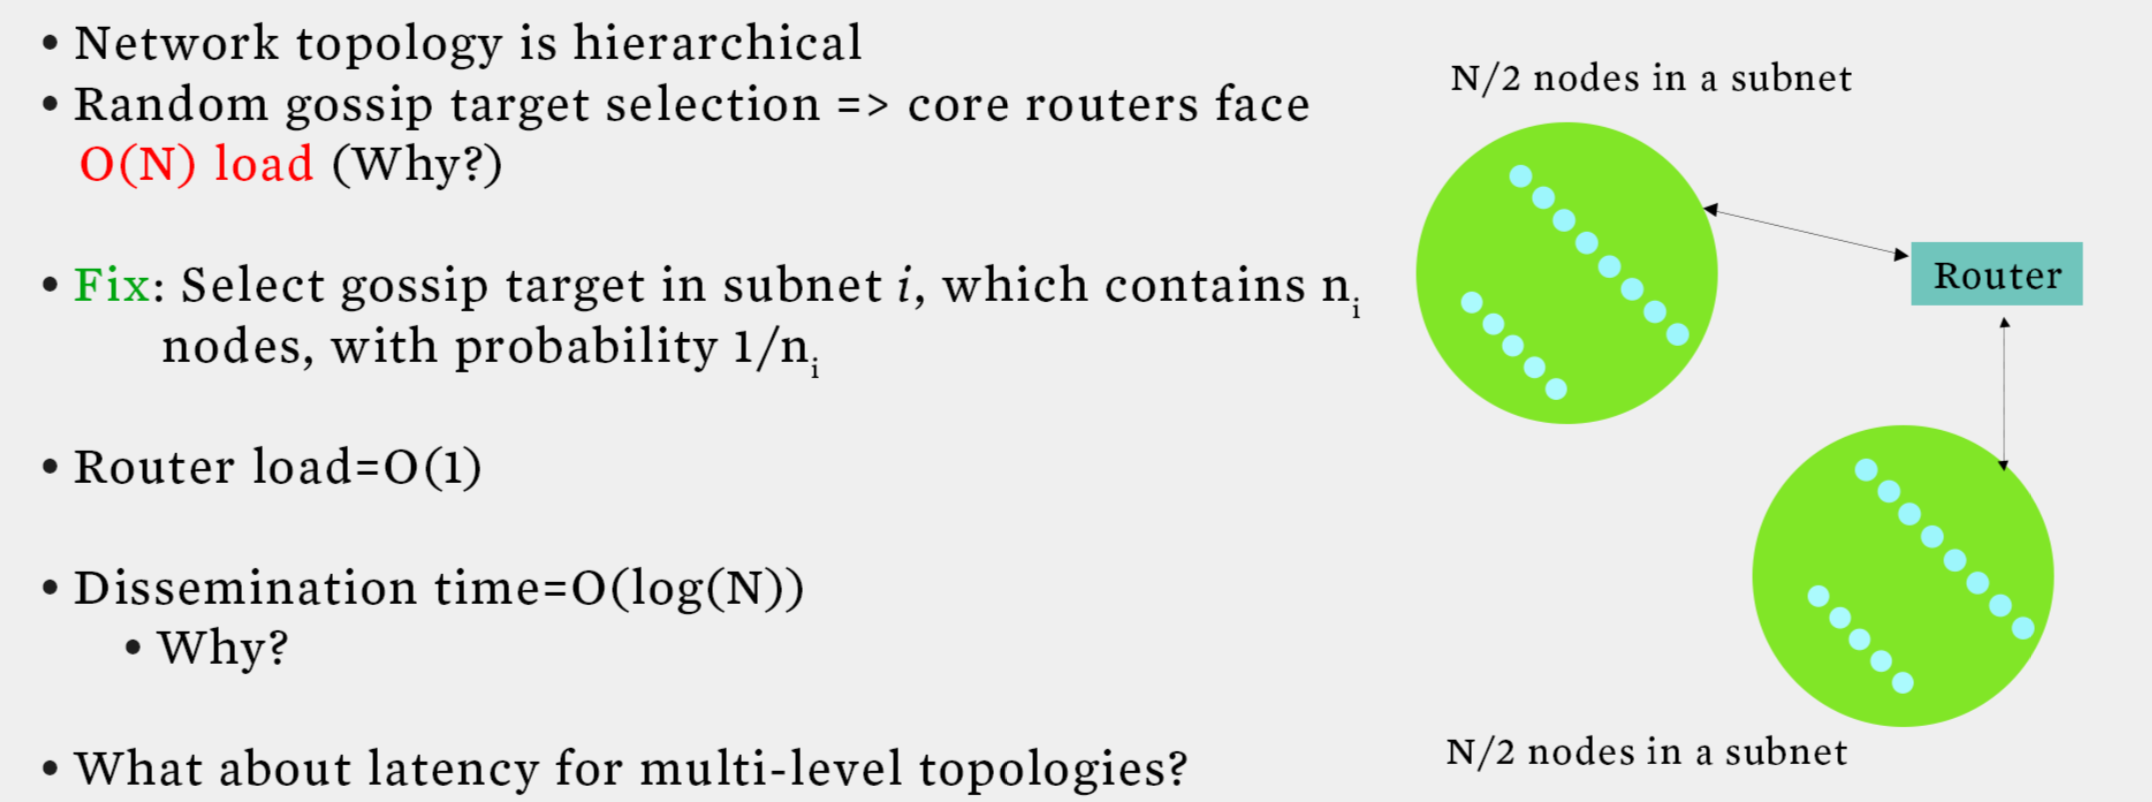 • Network topology is hierarchical
• Random gossip target selection => core routers face
O(N) load (Why?)
• Fix: Select gossip target in subnet i, which contains nᵢ
nodes, with probability 1/nᵢ
• Router load=O(1)
• Dissemination time=O(log(N))
• Why?
• What about latency for multi-level topologies?
N/2 nodes in a subnet
Router
N/2 nodes in a subnet